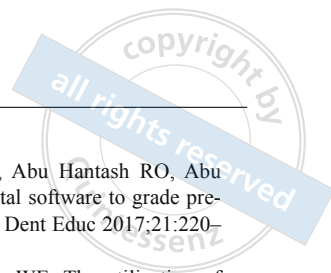 copyright by
all rights reserved
Quintessenz
, Abu Hantash RO, Abu
tal software to grade pre-
Dent Educ 2017;21:220–
WE. The utilization of